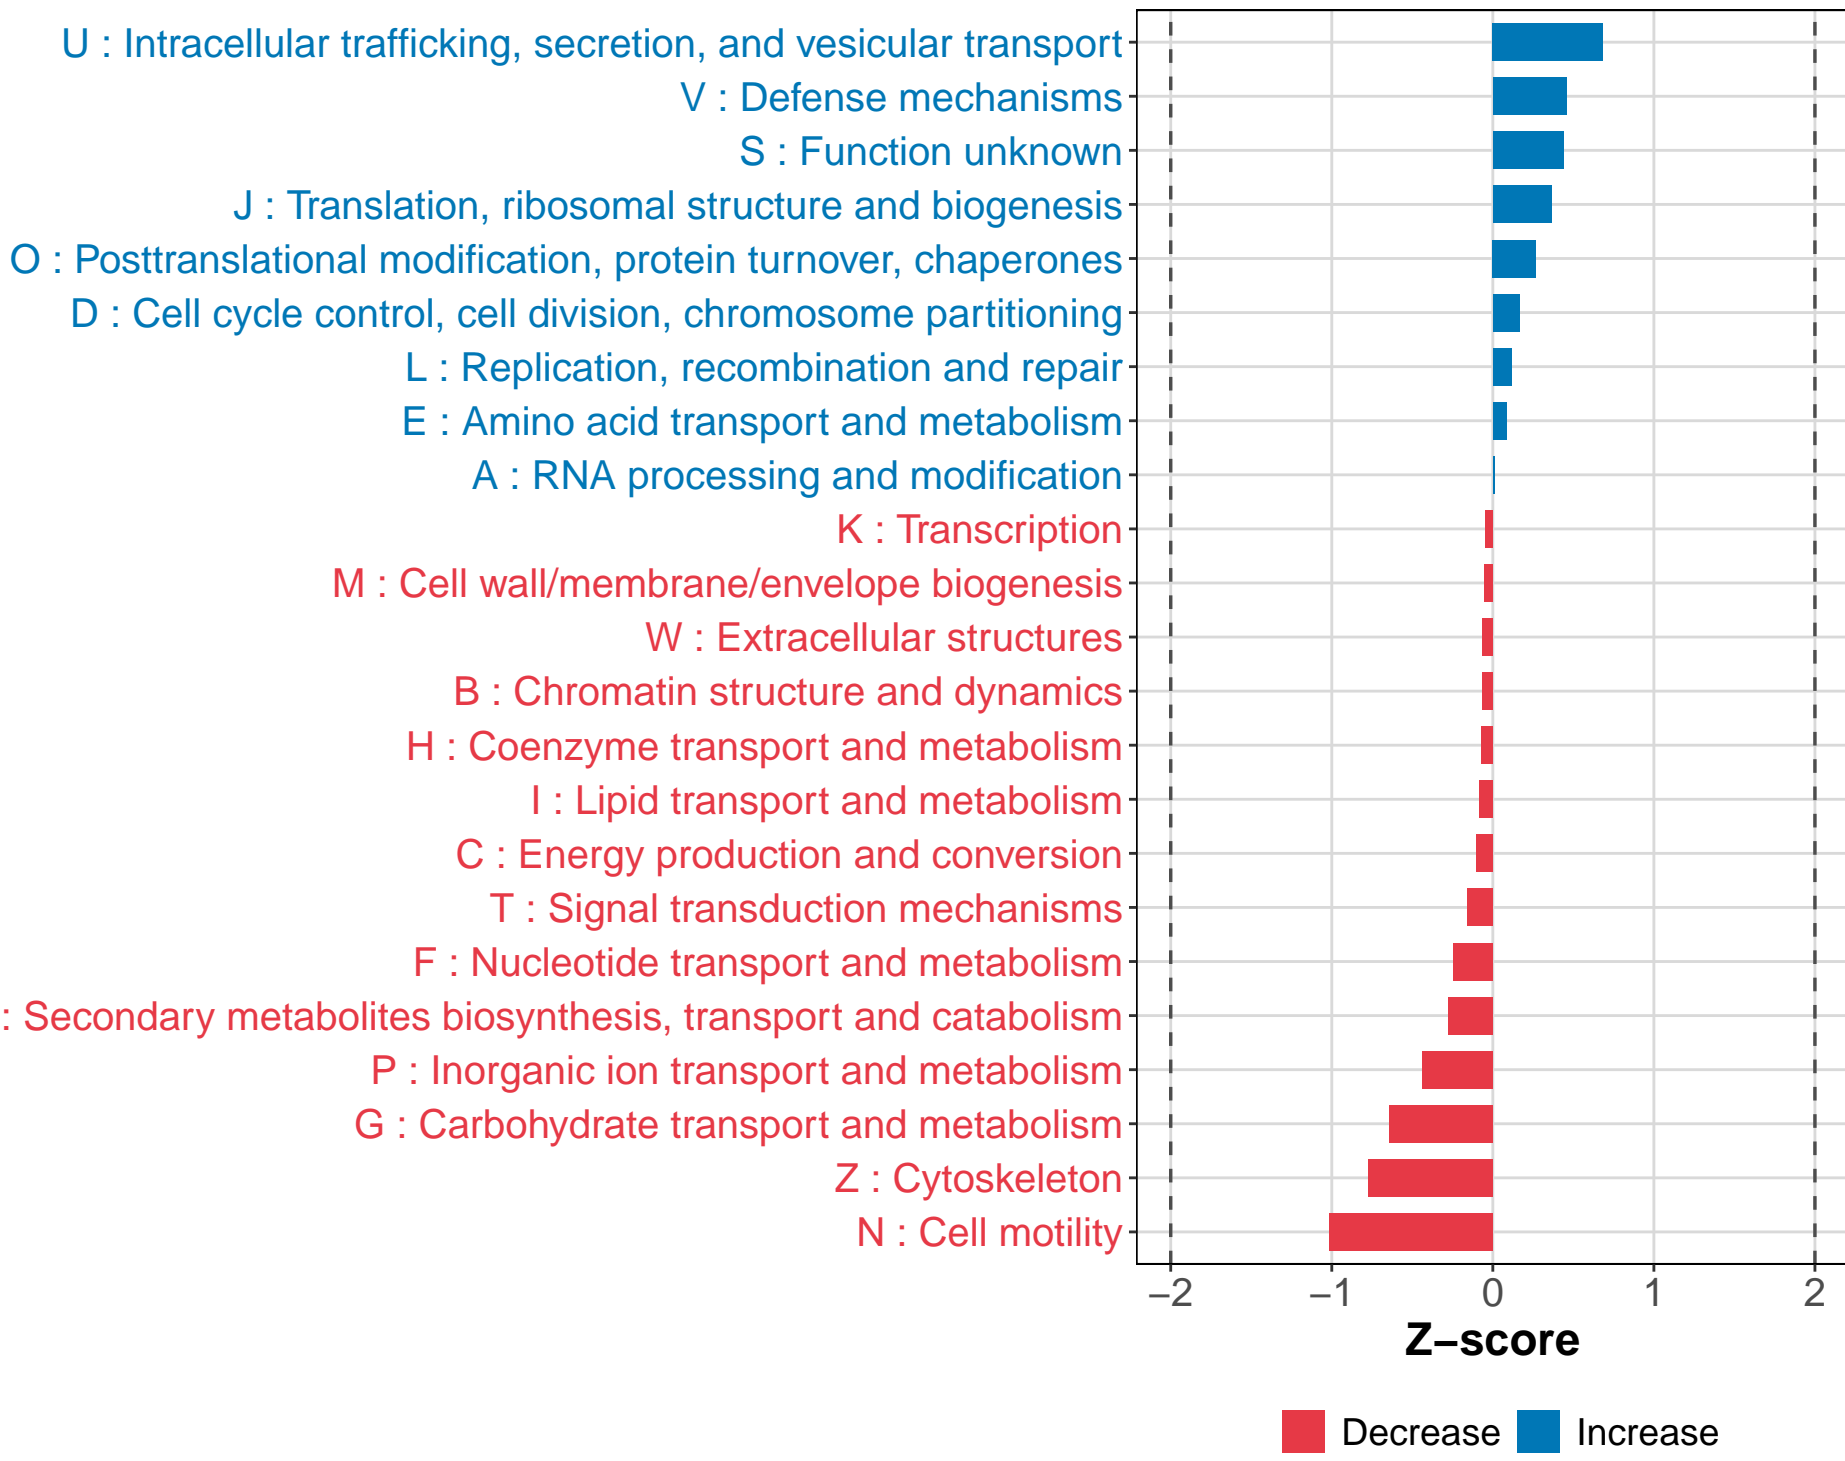 U : Intracellular trafficking, secretion, and vesicular transport
V : Defense mechanisms
S : Function unknown
J : Translation, ribosomal structure and biogenesis
O : Posttranslational modification, protein turnover, chaperones
D : Cell cycle control, cell division, chromosome partitioning
L : Replication, recombination and repair
E : Amino acid transport and metabolism
A : RNA processing and modification
K : Transcription
M : Cell wall/membrane/envelope biogenesis
W : Extracellular structures
B : Chromatin structure and dynamics
H : Coenzyme transport and metabolism
I : Lipid transport and metabolism
C : Energy production and conversion
T : Signal transduction mechanisms
F : Nucleotide transport and metabolism
: Secondary metabolites biosynthesis, transport and catabolism
P : Inorganic ion transport and metabolism
G : Carbohydrate transport and metabolism
Z : Cytoskeleton
N : Cell motility
−2 −1 0 1 2
Z−score
Decrease Increase